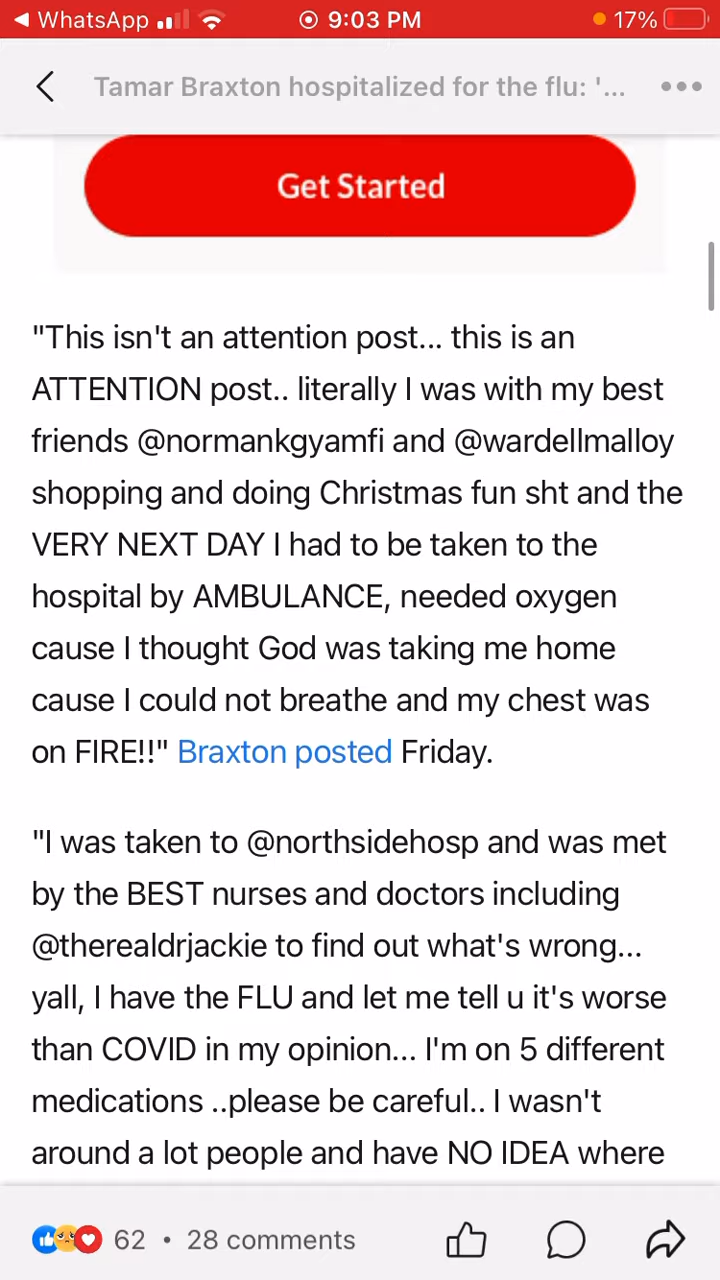 WhatsApp 9:03 PM 17%
Tamar Braxton hospitalized for the flu: '...
Get Started
"This isn't an attention post... this is an
ATTENTION post.. literally I was with my best
friends @normankgyamfi and @wardellmalloy
shopping and doing Christmas fun sht and the
VERY NEXT DAY I had to be taken to the
hospital by AMBULANCE, needed oxygen
cause I thought God was taking me home
cause I could not breathe and my chest was
on FIRE!!" Braxton posted Friday.
"I was taken to @northsidehosp and was met
by the BEST nurses and doctors including
@therealdrjackie to find out what's wrong...
yall, I have the FLU and let me tell u it's worse
than COVID in my opinion... I'm on 5 different
medications ..please be careful.. I wasn't
around a lot people and have NO IDEA where
62 • 28 comments